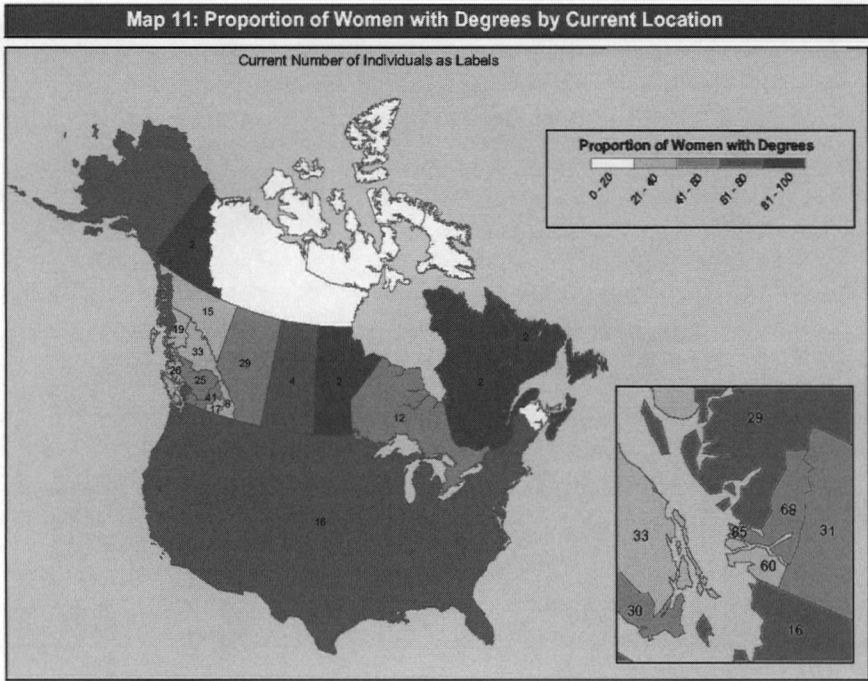 Map 11: Proportion of Women with Degrees by Current Location
Current Number of Individuals as Labels
Proportion of Women with Degrees
0 - 20
21 - 40
41 - 60
61 - 80
81 - 100
2
15
19
33
26
25
41
17
29
4
2
12
2
2
16
29
68
31
85
33
60
30
16